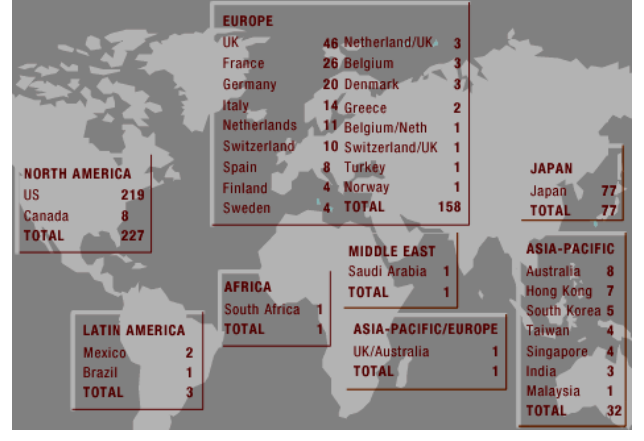 EUROPE
UK 46 Netherland/UK 3
France 26 Belgium 3
Germany 20 Denmark 3
Italy 14 Greece 2
Netherlands 11 Belgium/Neth 1
Switzerland 10 Switzerland/UK 1
Spain 8 Turkey 1
Finland 4 Norway 1
Sweden 4 TOTAL 158
NORTH AMERICA
US 219
Canada 8
TOTAL 227
JAPAN
Japan 77
TOTAL 77
MIDDLE EAST
Saudi Arabia 1
TOTAL 1
ASIA-PACIFIC
Australia 8
Hong Kong 7
South Korea 5
Taiwan 4
Singapore 4
India 3
Malaysia 1
TOTAL 32
AFRICA
South Africa 1
TOTAL 1
LATIN AMERICA
Mexico 2
Brazil 1
TOTAL 3
ASIA-PACIFIC/EUROPE
UK/Australia 1
TOTAL 1